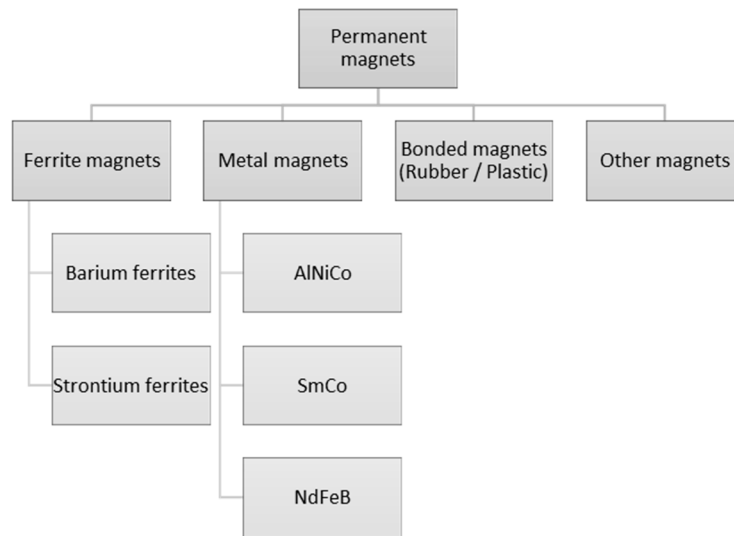 Permanent
magnets
Ferrite magnets
Metal magnets
Bonded magnets
(Rubber / Plastic)
Other magnets
Barium ferrites
AlNiCo
Strontium ferrites
SmCo
NdFeB